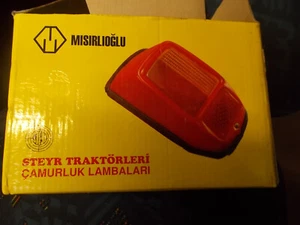 MISIRLIOĞLU
STEYR TRAKTÖRLERİ
ÇAMURLUK LAMBALARI